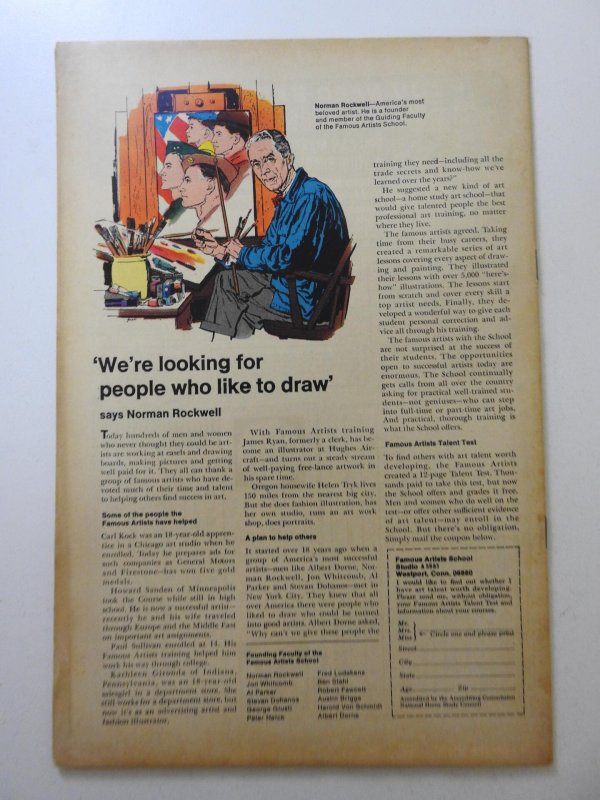 Norman Rockwell—America's most
beloved artist. He is a founder
and member of the Guiding Faculty
of the Famous Artists School.
'We're looking for
people who like to draw'
says Norman Rockwell
Today hundreds of men and women
who never thought they could be art-
ists are working at easels and drawing
boards, making pictures and getting
well paid for it. They all can thank a
group of famous artists who have de-
voted much of their time and talent
to helping others find success in art.
Some of the people the
Famous Artists have helped
Carl Kock was an 18-year-old appren-
tice in a Chicago art studio when he
enrolled. Today he prepares ads for
such companies as General Motors
and Firestone—has won five gold
medals.
Howard Sanden of Minneapolis
took the Course while still in high
school. He is now a successful artist—
recently he and his wife traveled
through Europe and the Middle East
on important art assignments.
Paul Sullivan enrolled at 14. His
Famous Artists training helped him
work his way through college.
Kathleen Gironda of Indiana,
Pennsylvania, was an 18-year-old
salesgirl in a department store. She
still works for a department store, but
now it's as an advertising artist and
fashion illustrator.
With Famous Artists training
James Ryan, formerly a clerk, has be-
come an illustrator at Hughes Air-
craft—and turns out a steady stream
of well-paying free-lance artwork in
his spare time.
Oregon housewife Helen Tryk lives
150 miles from the nearest big city.
But she does fashion illustration, has
her own studio, runs an art work
shop, does portraits.
A plan to help others
It started over 18 years ago when a
group of America's most successful
artists—men like Albert Dorne, Nor-
man Rockwell, Jon Whitcomb, Al
Parker and Stevan Dohanos—met in
New York City. They knew that all
over America there were people who
liked to draw who could be turned
into good artists. Albert Dorne asked,
"Why can't we give these people the
Founding Faculty of the
Famous Artists School
Norman Rockwell
Jon Whitcomb
Al Parker
Stevan Dohanos
George Giusti
Peter Helck
Fred Ludekens
Ben Stahl
Robert Fawcett
Austin Briggs
Harold Von Schmidt
Albert Dorne
training they need—including all the
trade secrets and know-how we've
learned over the years?"
He suggested a new kind of art
school—a home study art school—that
would give talented people the best
professional art training, no matter
where they live.
The famous artists agreed. Taking
time from their busy careers, they
created a remarkable series of art
lessons covering every aspect of draw-
ing and painting. They illustrated
their lessons with over 5,000 "here's-
how" illustrations. The lessons start
from scratch and cover every skill a
top artist needs. Finally, they de-
veloped a wonderful way to give each
student personal correction and ad-
vice all through his training.
The famous artists with the School
are not surprised at the success of
their students. The opportunities
open to successful artists today are
enormous. The School continually
gets calls from all over the country
asking for practical well-trained stu-
dents—not geniuses—who can step
into full-time or part-time art jobs.
And practical, thorough training is
what the School offers.
Famous Artists Talent Test
To find others with art talent worth
developing, the Famous Artists
created a 12-page Talent Test. Thou-
sands paid to take this test, but now
the School offers and grades it free.
Men and women who do well on the
test—or offer other sufficient evidence
of art talent—may enroll in the
School. But there's no obligation.
Simply mail the coupon below.
Famous Artists School
Studio
Westport, Conn. 06880
I would like to find out whether I
have art talent worth developing.
Please send me, without obligation,
your Famous Artists Talent Test and
information about your courses.
Mr.
Mrs.
Miss
Circle one and please print
Street
City
State
Age Zip
Accredited by the Accrediting Commission
National Home Study Council